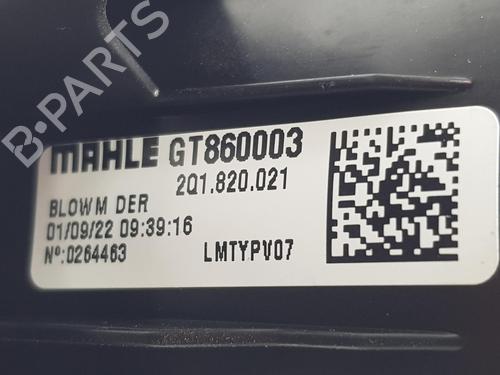 B-PARTS
MAHLE GT860003
2Q1.820.021
BLOWM DER
01/09/22 09:39:16
Nº:0264463 LMTYPV07